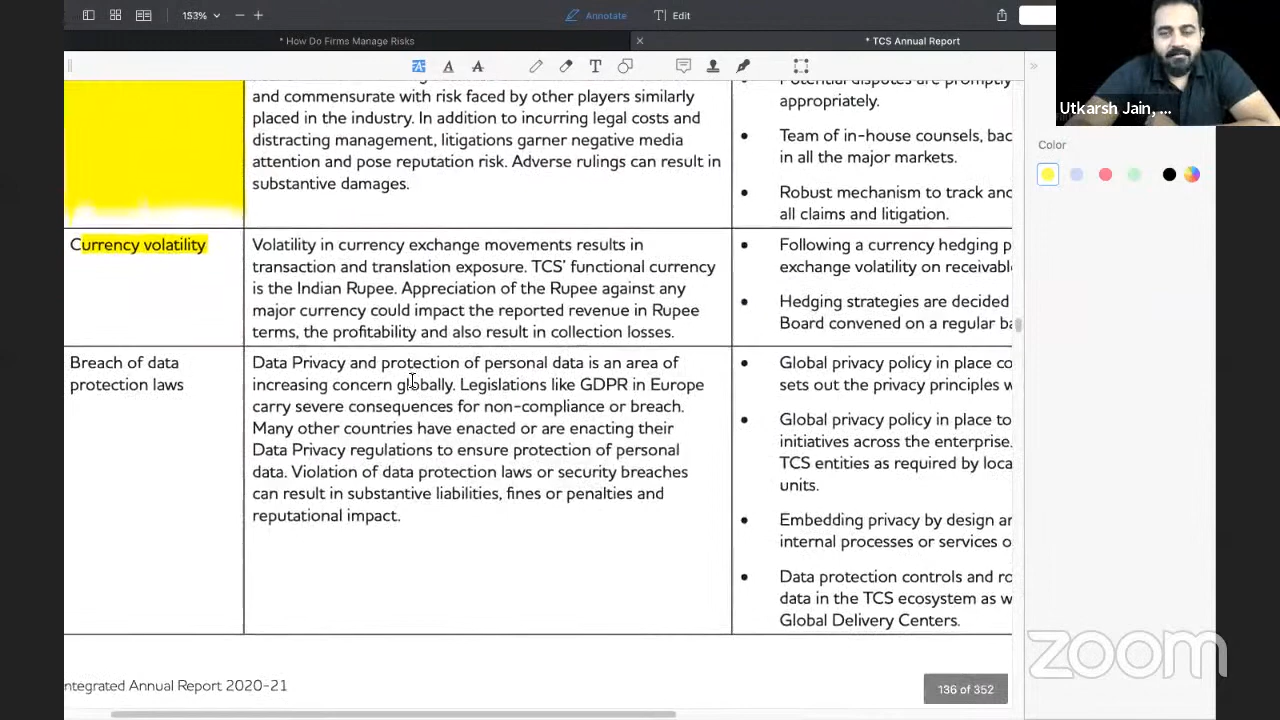 153%
Annotate
Edit
* How Do Firms Manage Risks
* TCS Annual Report
Utkarsh Jain, ...
Color
and commensurate with risk faced by other players similarly
placed in the industry. In addition to incurring legal costs and
distracting management, litigations garner negative media
attention and pose reputation risk. Adverse rulings can result in
substantive damages.
Potential disputes are promptly
appropriately.
Team of in-house counsels, bac
in all the major markets.
Robust mechanism to track and
all claims and litigation.
Currency volatility
Volatility in currency exchange movements results in
transaction and translation exposure. TCS' functional currency
is the Indian Rupee. Appreciation of the Rupee against any
major currency could impact the reported revenue in Rupee
terms, the profitability and also result in collection losses.
Following a currency hedging p
exchange volatility on receivabl
Hedging strategies are decided
Board convened on a regular ba
Breach of data
protection laws
Data Privacy and protection of personal data is an area of
increasing concern globally. Legislations like GDPR in Europe
carry severe consequences for non-compliance or breach.
Many other countries have enacted or are enacting their
Data Privacy regulations to ensure protection of personal
data. Violation of data protection laws or security breaches
can result in substantive liabilities, fines or penalties and
reputational impact.
Global privacy policy in place co
sets out the privacy principles w
Global privacy policy in place to
initiatives across the enterprise.
TCS entities as required by loca
units.
Embedding privacy by design ar
internal processes or services o
Data protection controls and ro
data in the TCS ecosystem as w
Global Delivery Centers.
ntegrated Annual Report 2020-21
136 of 352
zoom